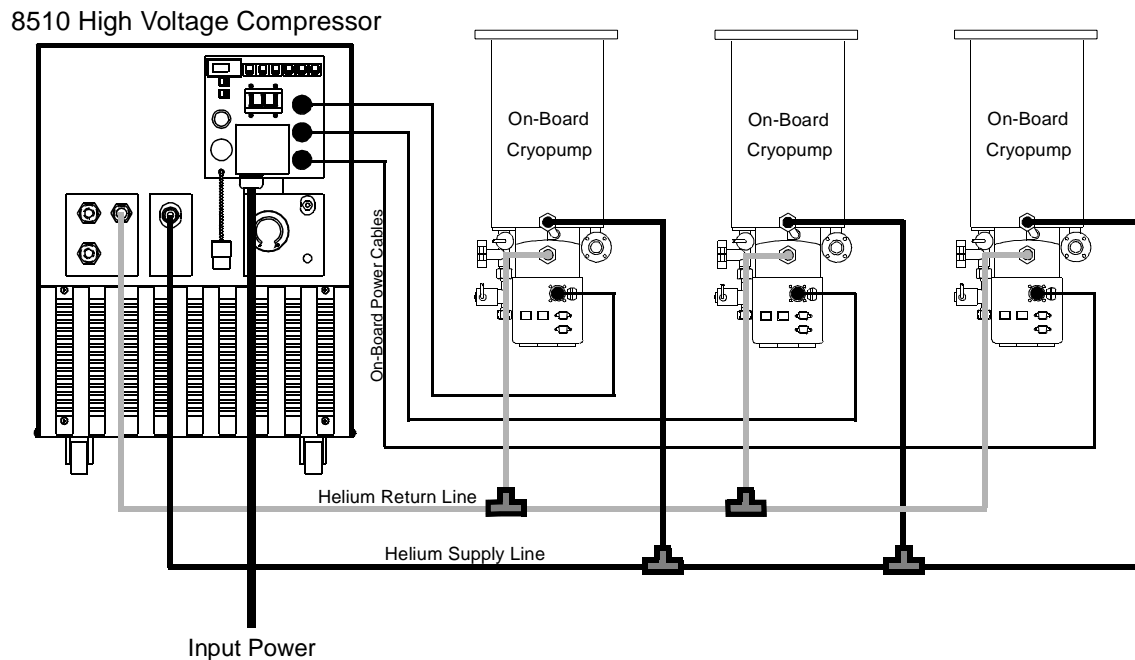 8510 High Voltage Compressor
On-Board
Cryopump
On-Board
Cryopump
On-Board
Cryopump
On-Board Power Cables
Helium Return Line
Helium Supply Line
Input Power